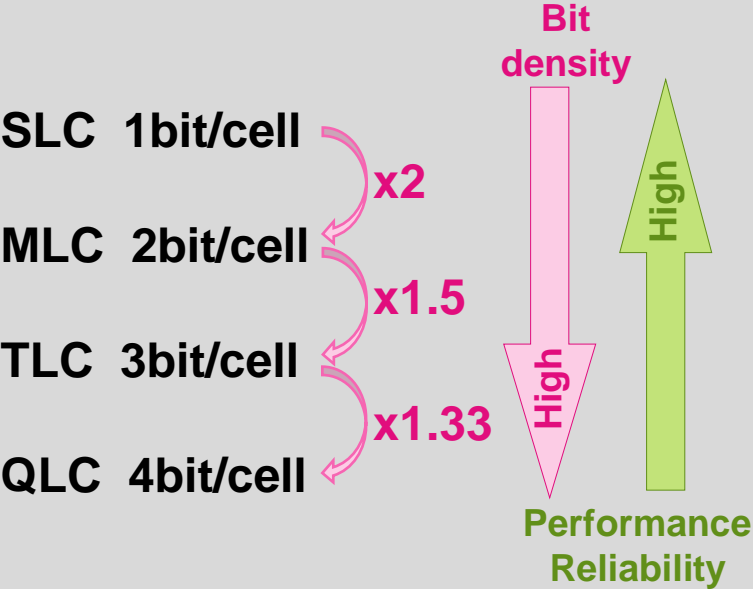 Bit
density
SLC 1bit/cell
x2
MLC 2bit/cell
x1.5
TLC 3bit/cell
x1.33
QLC 4bit/cell
High
High
Performance
Reliability